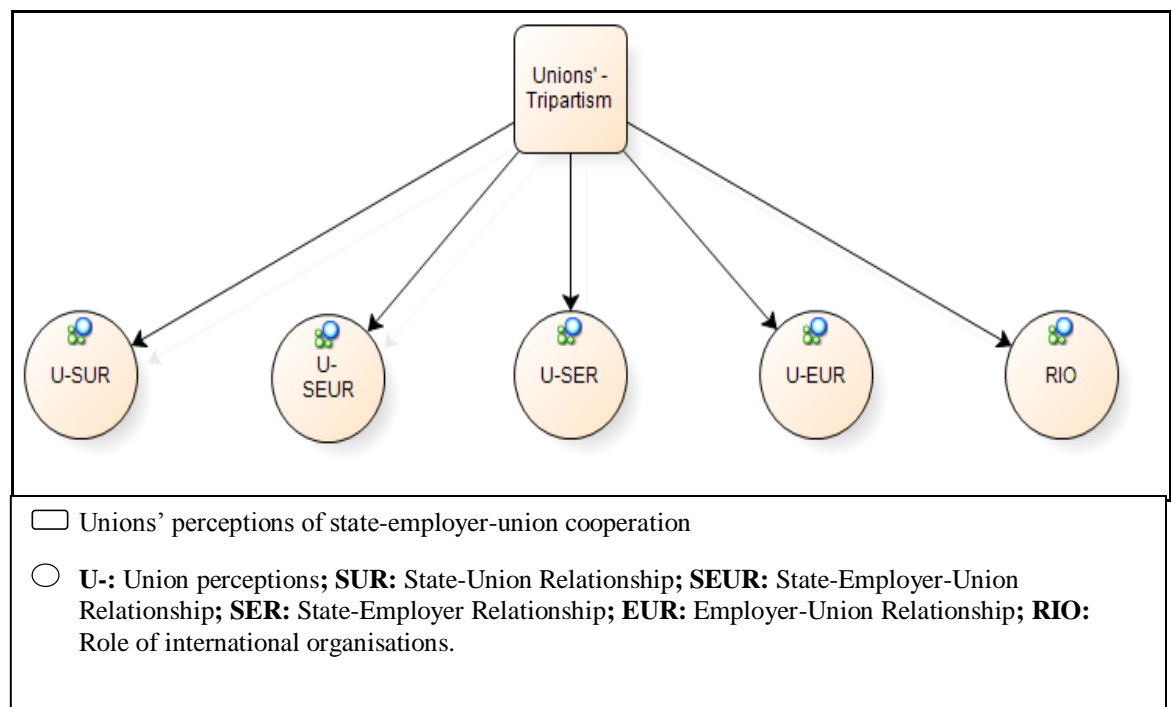 Unions' -
Tripartism
U-SUR
U-
SEUR
U-SER
U-EUR
RIO
Unions’ perceptions of state-employer-union cooperation
U-: Union perceptions; SUR: State-Union Relationship; SEUR: State-Employer-Union
Relationship; SER: State-Employer Relationship; EUR: Employer-Union Relationship; RIO:
Role of international organisations.